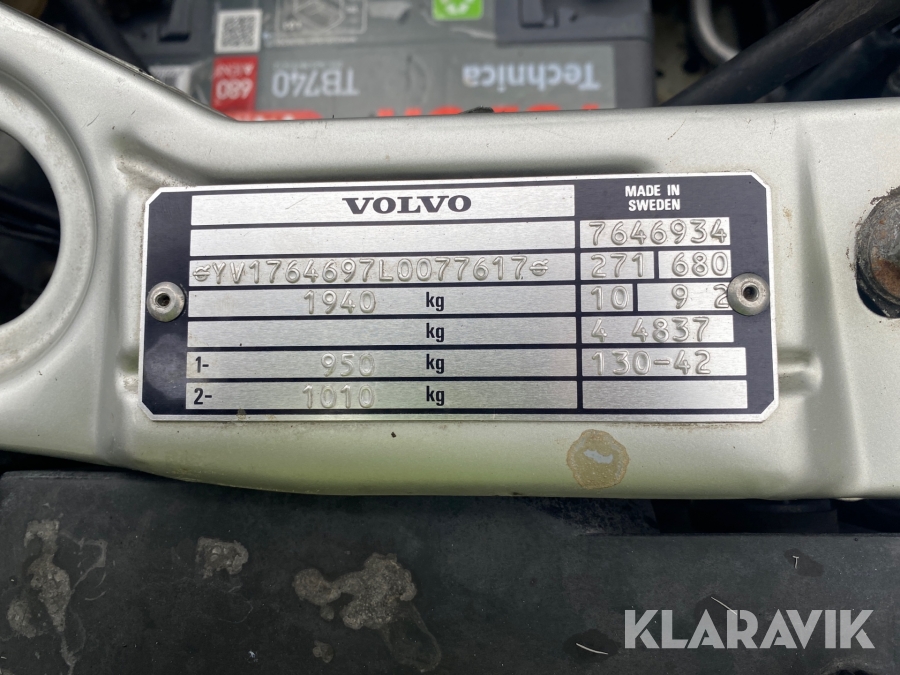 680
A (EN)
TB740
Technica
VOLVO
MADE IN
SWEDEN
7646934
YV1764697L0077617
271 680
1940 kg
10 9 2
kg
4 4837
1- 950 kg
130-42
2- 1010 kg
KLARAVIK